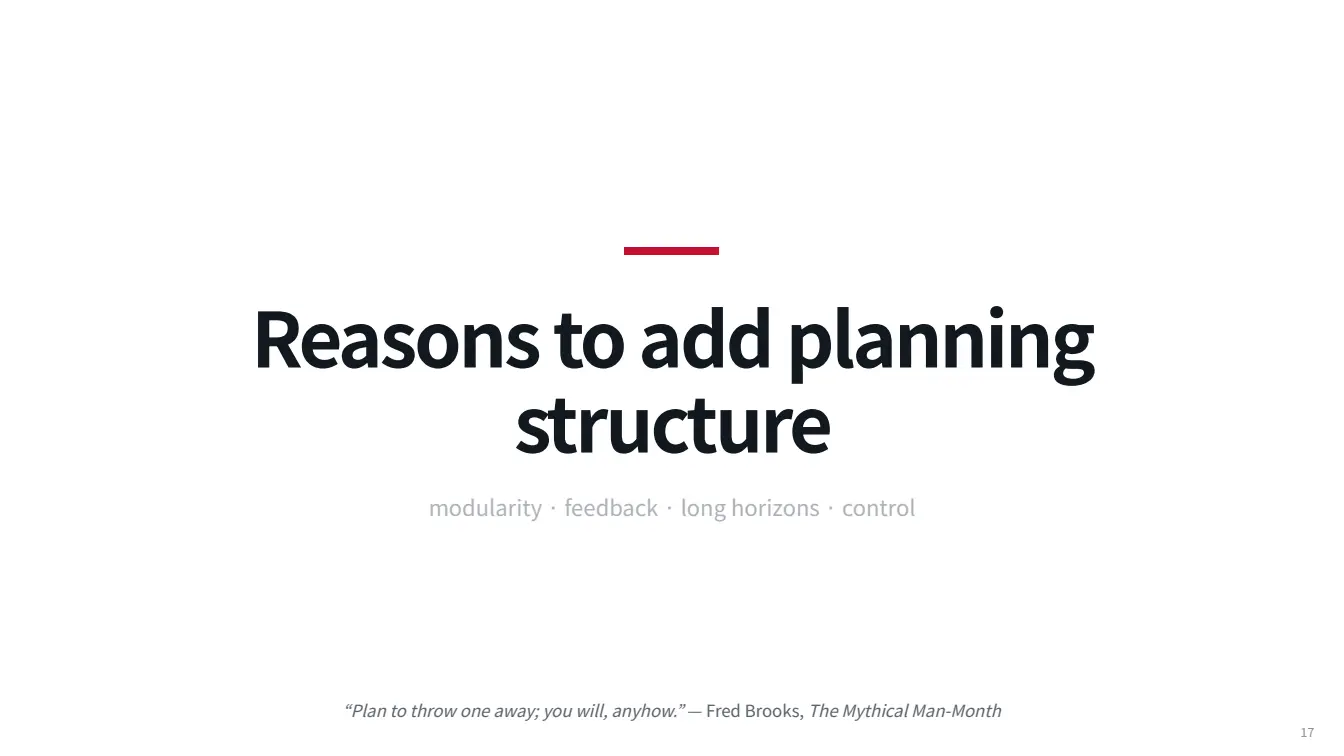 Reasons to add planning
structure
modularity · feedback · long horizons · control
“Plan to throw one away; you will, anyhow.” — Fred Brooks, The Mythical Man-Month
17